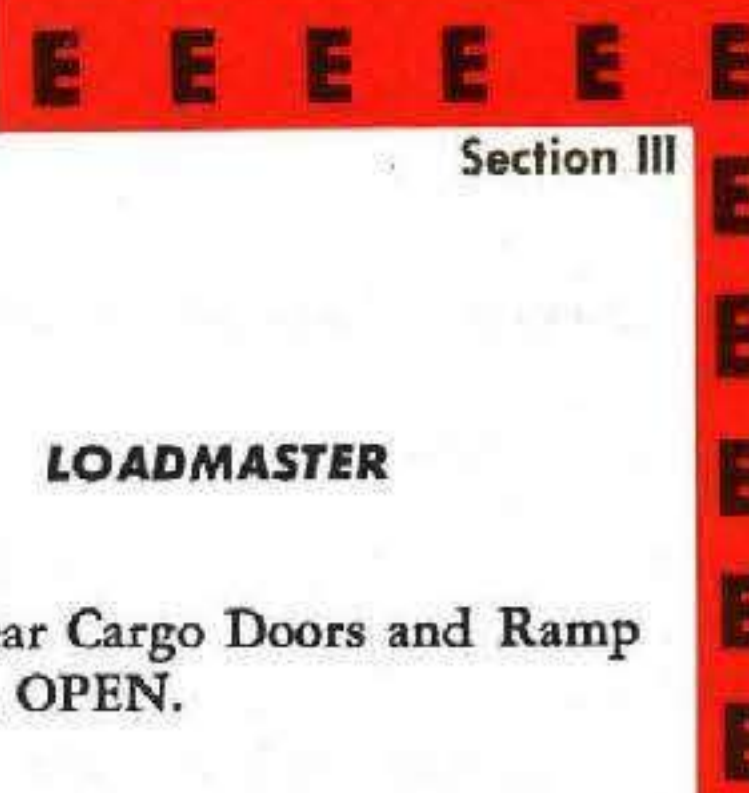 E E E E E E
Section III
E
E
LOADMASTER
E
ar Cargo Doors and Ramp
E
OPEN.
E